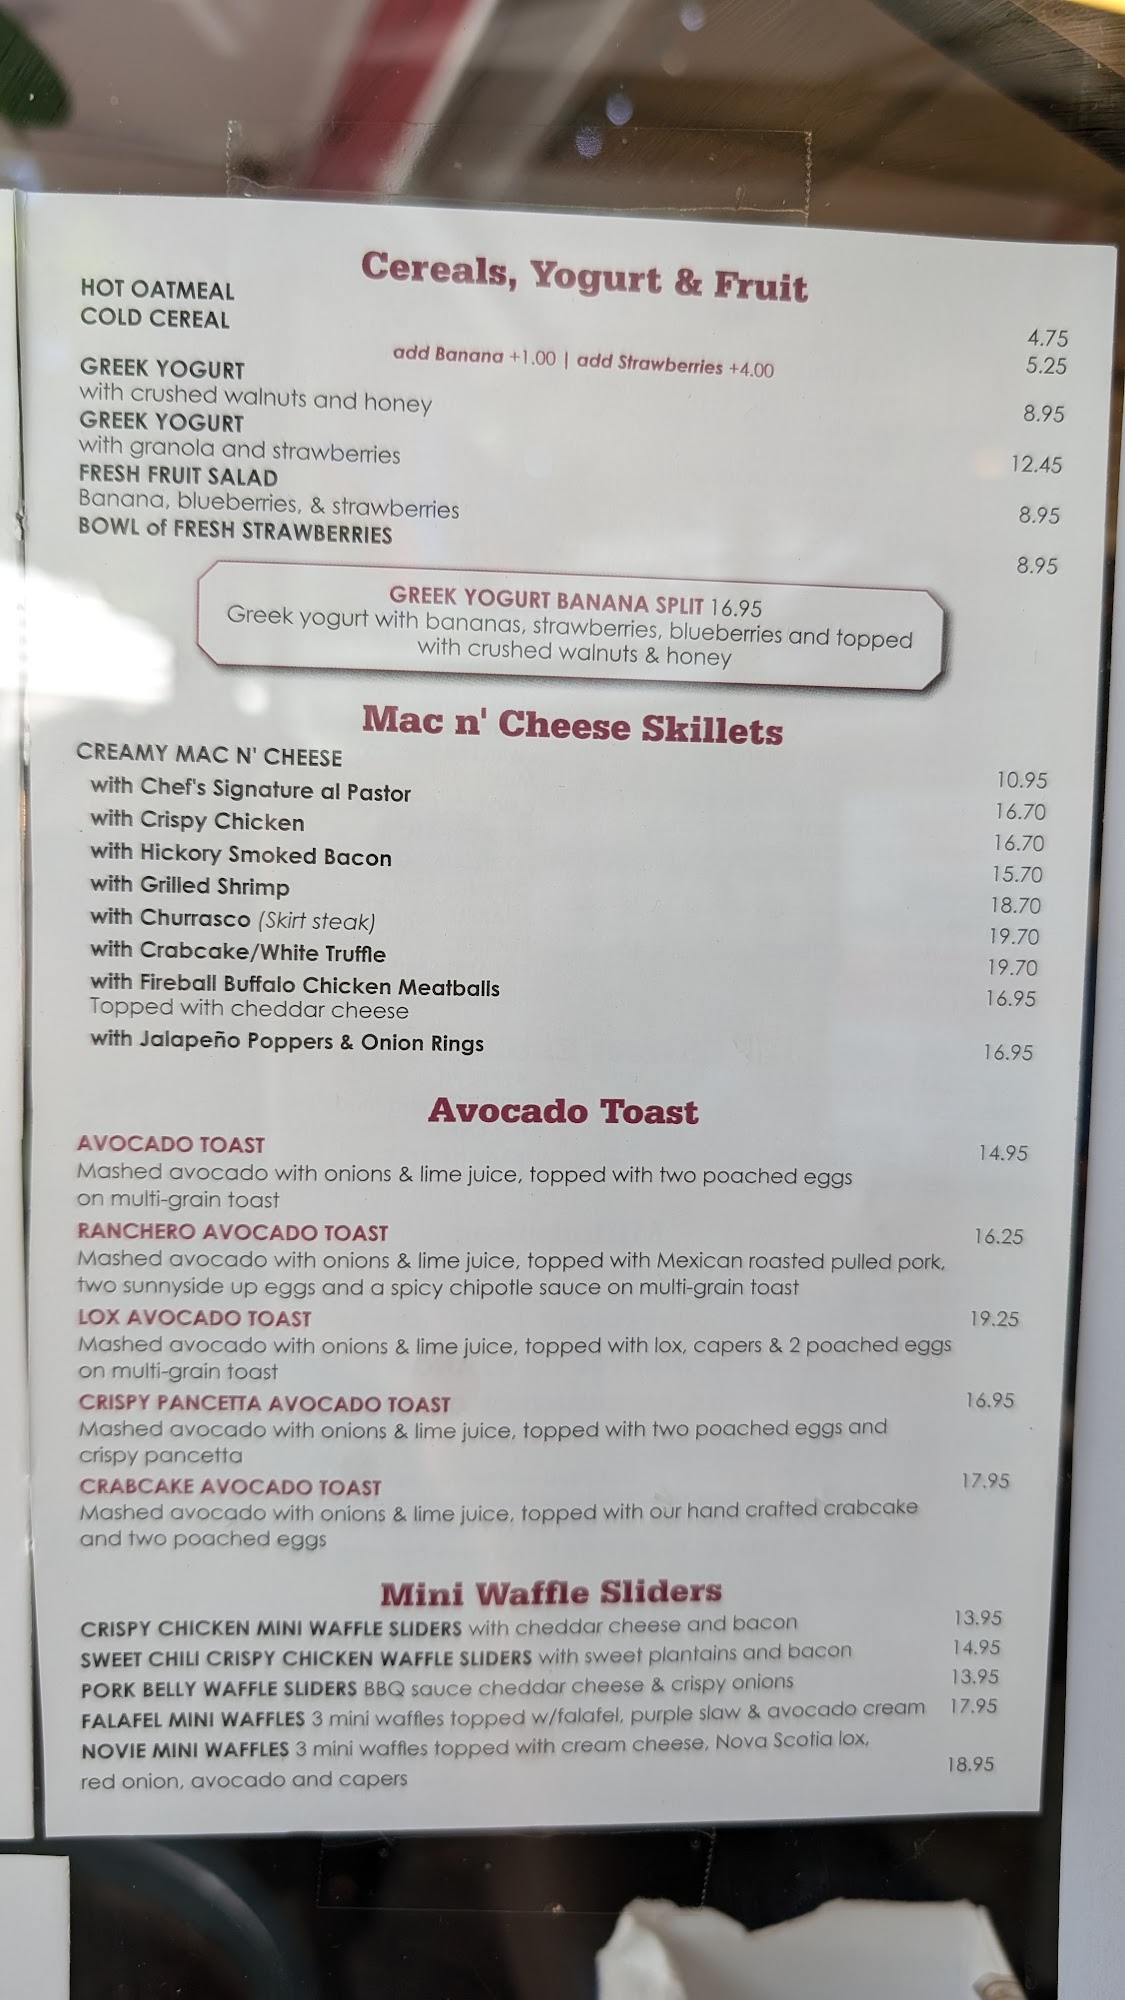 Cereals, Yogurt & Fruit
HOT OATMEAL 4.75
COLD CEREAL 5.25
add Banana +1.00 | add Strawberries +4.00
GREEK YOGURT 8.95
with crushed walnuts and honey
GREEK YOGURT 12.45
with granola and strawberries
FRESH FRUIT SALAD 8.95
Banana, blueberries, & strawberries
BOWL of FRESH STRAWBERRIES 8.95
GREEK YOGURT BANANA SPLIT 16.95
Greek yogurt with bananas, strawberries, blueberries and topped
with crushed walnuts & honey
Mac n' Cheese Skillets
CREAMY MAC N' CHEESE 10.95
with Chef's Signature al Pastor 16.70
with Crispy Chicken 16.70
with Hickory Smoked Bacon 15.70
with Grilled Shrimp 18.70
with Churrasco (Skirt steak) 19.70
with Crabcake/White Truffle 19.70
with Fireball Buffalo Chicken Meatballs 16.95
Topped with cheddar cheese
with Jalapeño Poppers & Onion Rings 16.95
Avocado Toast
AVOCADO TOAST 14.95
Mashed avocado with onions & lime juice, topped with two poached eggs
on multi-grain toast
RANCHERO AVOCADO TOAST 16.25
Mashed avocado with onions & lime juice, topped with Mexican roasted pulled pork,
two sunnyside up eggs and a spicy chipotle sauce on multi-grain toast
LOX AVOCADO TOAST 19.25
Mashed avocado with onions & lime juice, topped with lox, capers & 2 poached eggs
on multi-grain toast
CRISPY PANCETTA AVOCADO TOAST 16.95
Mashed avocado with onions & lime juice, topped with two poached eggs and
crispy pancetta
CRABCAKE AVOCADO TOAST 17.95
Mashed avocado with onions & lime juice, topped with our hand crafted crabcake
and two poached eggs
Mini Waffle Sliders
CRISPY CHICKEN MINI WAFFLE SLIDERS with cheddar cheese and bacon 13.95
SWEET CHILI CRISPY CHICKEN WAFFLE SLIDERS with sweet plantains and bacon 14.95
PORK BELLY WAFFLE SLIDERS BBQ sauce cheddar cheese & crispy onions 13.95
FALAFEL MINI WAFFLES 3 mini waffles topped w/falafel, purple slaw & avocado cream 17.95
NOVIE MINI WAFFLES 3 mini waffles topped with cream cheese, Nova Scotia lox,
red onion, avocado and capers 18.95